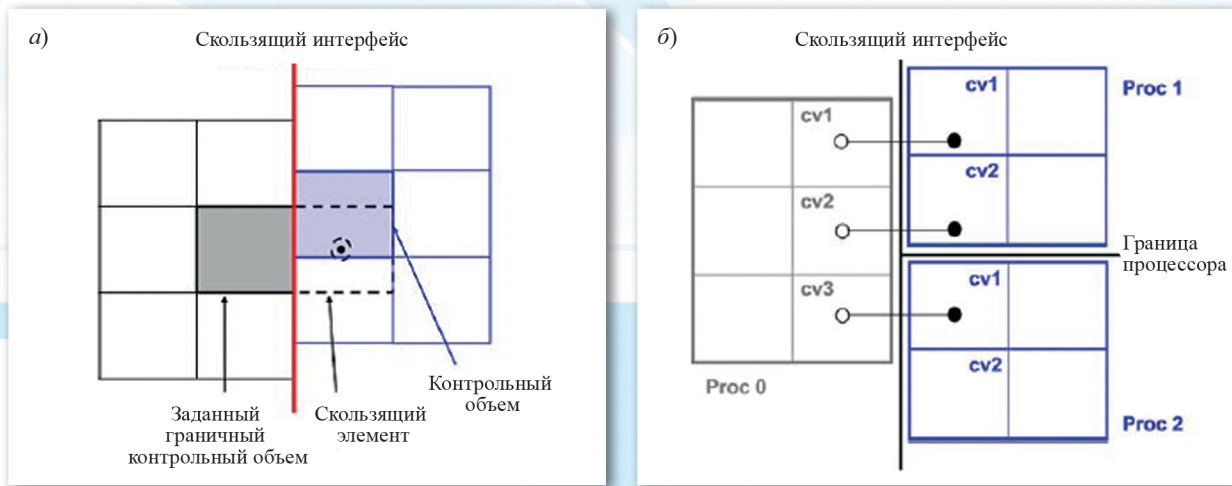 а)
Скользящий интерфейс
Контрольный
объем
Заданный
граничный
контрольный объем
Скользящий
элемент
б)
Скользящий интерфейс
cv1
cv2
cv3
Proc 0
cv1
cv2
Proc 1
Граница
процессора
cv1
cv2
Proc 2